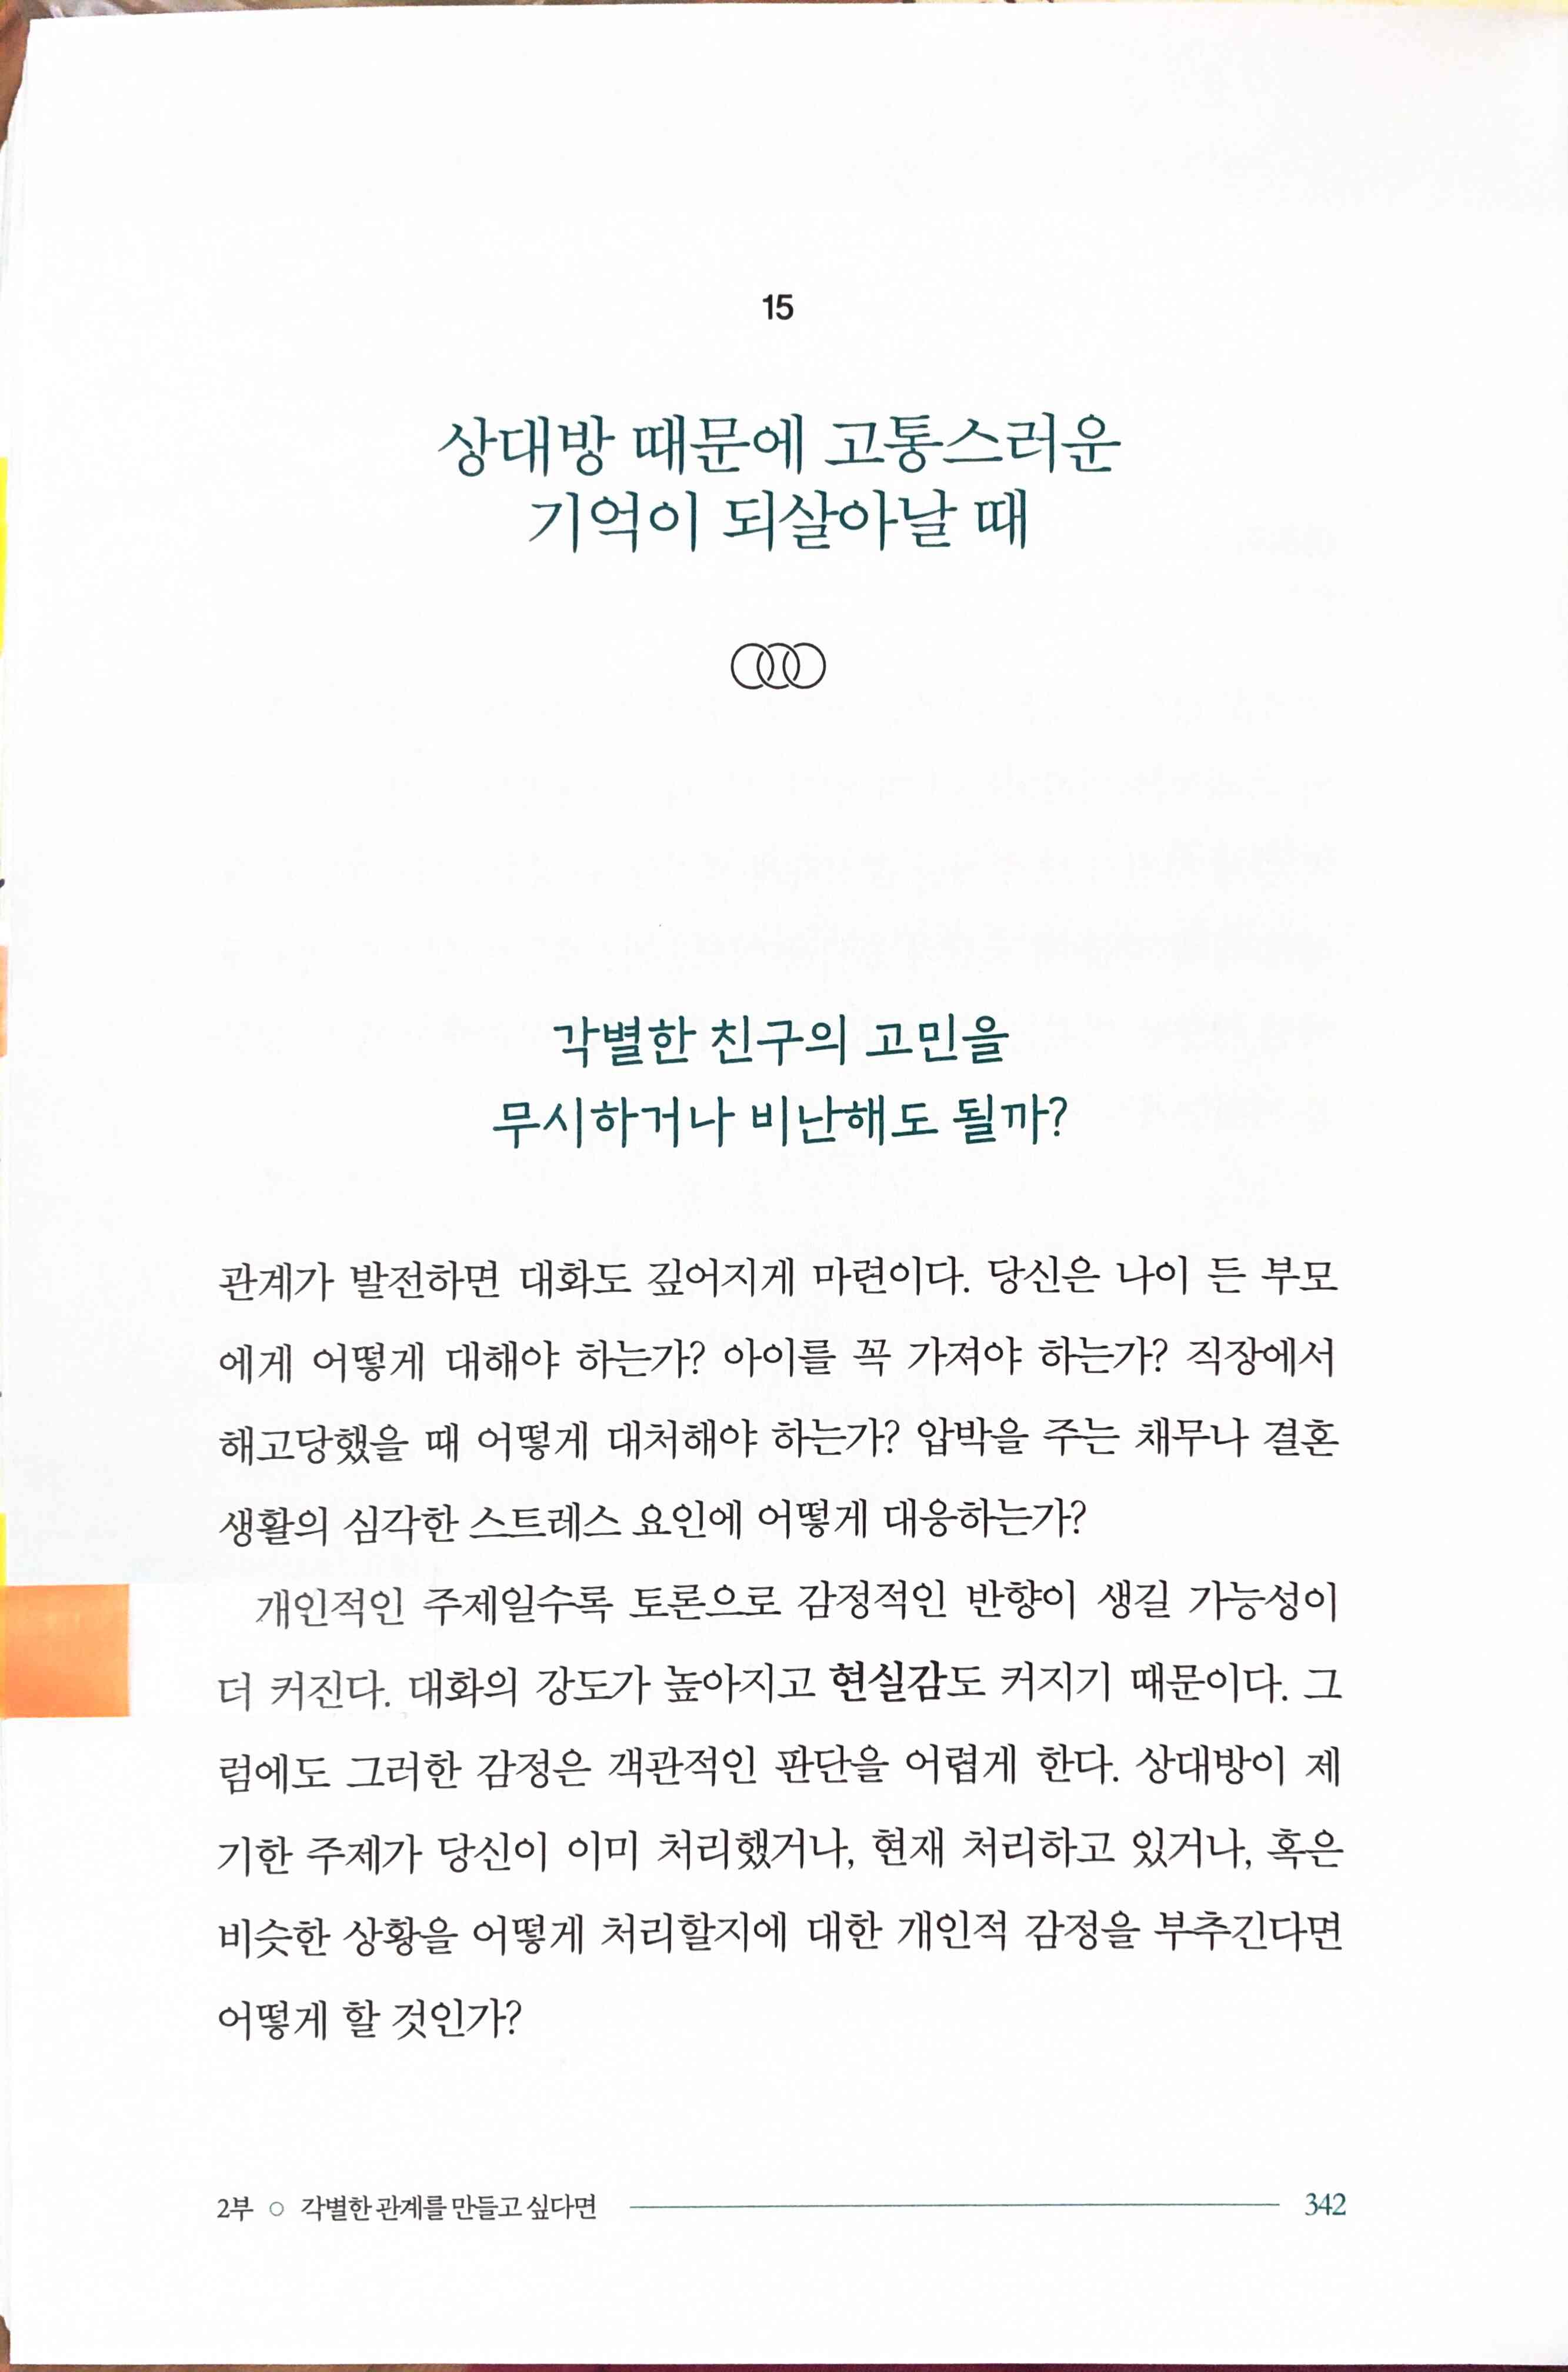 15
상대방 때문에 고통스러운
기억이 되살아날 때
각별한 친구의 고민을
무시하거나 비난해도 될까?
관계가 발전하면 대화도 깊어지게 마련이다. 당신은 나이 든 부모
에게 어떻게 대해야 하는가? 아이를 꼭 가져야 하는가? 직장에서
해고당했을 때 어떻게 대처해야 하는가? 압박을 주는 채무나 결혼
생활의 심각한 스트레스 요인에 어떻게 대응하는가?
개인적인 주제일수록 토론으로 감정적인 반향이 생길 가능성이
더 커진다. 대화의 강도가 높아지고 현실감도 커지기 때문이다. 그
럼에도 그러한 감정은 객관적인 판단을 어렵게 한다. 상대방이 제
기한 주제가 당신이 이미 처리했거나, 현재 처리하고 있거나, 혹은
비슷한 상황을 어떻게 처리할지에 대한 개인적 감정을 부추긴다면
어떻게 할 것인가?
2부 ○ 각별한 관계를 만들고 싶다면 342